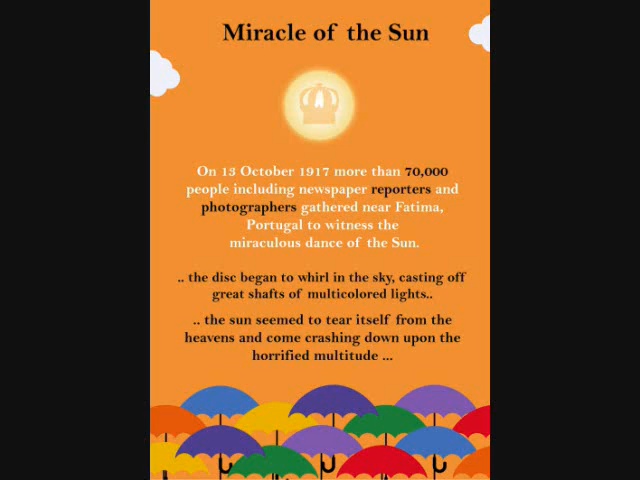 Miracle of the Sun
On 13 October 1917 more than 70,000
people including newspaper reporters and
photographers gathered near Fatima,
Portugal to witness the
miraculous dance of the Sun.
.. the disc began to whirl in the sky, casting off
great shafts of multicolored lights..
.. the sun seemed to tear itself from the
heavens and come crashing down upon the
horrified multitude ...